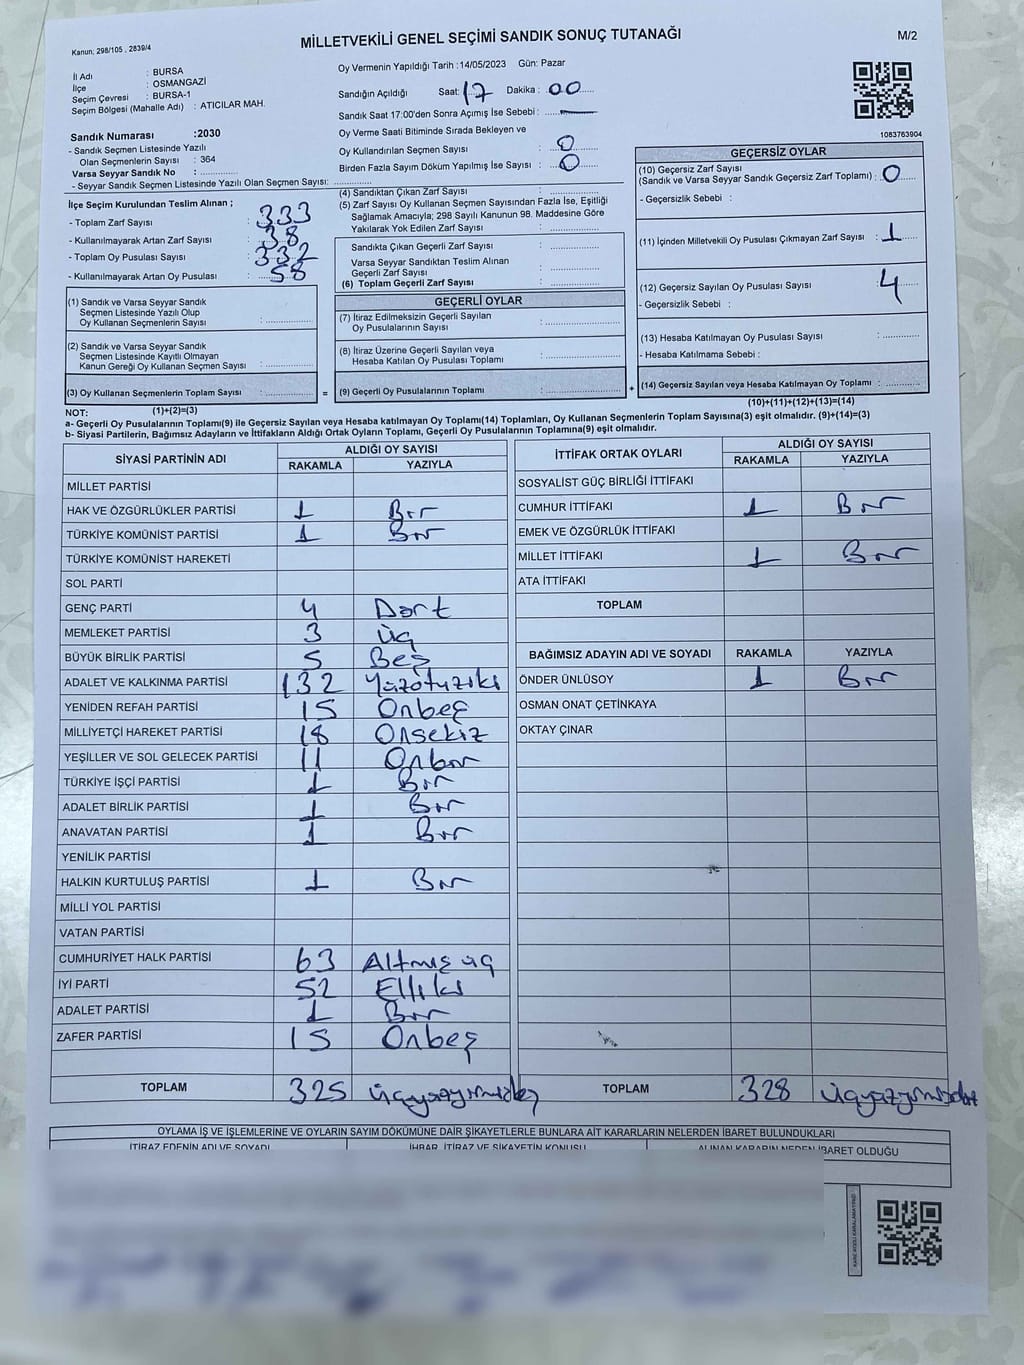 Kanun; 298/105 , 2839/4
MİLLETVEKİLİ GENEL SEÇİMİ SANDIK SONUÇ TUTANAĞI
M/2
İl Adı : BURSA
İlçe : OSMANGAZİ
Seçim Çevresi : BURSA-1
Seçim Bölgesi (Mahalle Adı) : ATICILAR MAH.
Oy Vermenin Yapıldığı Tarih :14/05/2023 Gün: Pazar
Sandığın Açıldığı Saat: 17 Dakika : 00
Sandık Saat 17:00'den Sonra Açımış İse Sebebi :
Oy Verme Saati Bitiminde Sırada Bekleyen ve
Oy Kullandırılan Seçmen Sayısı : 0
Birden Fazla Sayım Döküm Yapılmış İse Sayısı : 0
1083763904
Sandık Numarası :2030
- Sandık Seçmen Listesinde Yazılı
Olan Seçmenlerin Sayısı : 364
Varsa Seyyar Sandık No :
- Seyyar Sandık Seçmen Listesinde Yazılı Olan Seçmen Sayısı:
İlçe Seçim Kurulundan Teslim Alınan ;
- Toplam Zarf Sayısı : 333
- Kullanılmayarak Artan Zarf Sayısı : 38
- Toplam Oy Pusulası Sayısı : 332
- Kullanılmayarak Artan Oy Pusulası : 58
(1) Sandık ve Varsa Seyyar Sandık
Seçmen Listesinde Yazılı Olup
Oy Kullanan Seçmenlerin Sayısı :
(2) Sandık ve Varsa Seyyar Sandık
Seçmen Listesinde Kayıtlı Olmayan
Kanun Gereği Oy Kullanan Seçmen Sayısı :
(3) Oy Kullanan Seçmenlerin Toplam Sayısı :
(1)+(2)=(3)
(4) Sandıktan Çıkan Zarf Sayısı :
(5) Zarf Sayısı Oy Kullanan Seçmen Sayısından Fazla İse, Eşitliği
Sağlamak Amacıyla; 298 Sayılı Kanunun 98. Maddesine Göre
Yakılarak Yok Edilen Zarf Sayısı :
Sandıkta Çıkan Geçerli Zarf Sayısı :
Varsa Seyyar Sandıktan Teslim Alınan
Geçerli Zarf Sayısı :
(6) Toplam Geçerli Zarf Sayısı :
GEÇERLİ OYLAR
(7) İtiraz Edilmeksizin Geçerli Sayılan
Oy Pusulalarının Sayısı :
(8) İtiraz Üzerine Geçerli Sayılan veya
Hesaba Katılan Oy Pusulası Toplamı :
= (9) Geçerli Oy Pusulalarının Toplamı :
GEÇERSİZ OYLAR
(10) Geçersiz Zarf Sayısı
(Sandık ve Varsa Seyyar Sandık Geçersiz Zarf Toplamı) : 0
- Geçersizlik Sebebi :
(11) İçinden Milletvekili Oy Pusulası Çıkmayan Zarf Sayısı : 1
(12) Geçersiz Sayılan Oy Pusulası Sayısı : 4
- Geçersizlik Sebebi :
(13) Hesaba Katılmayan Oy Pusulası Sayısı :
- Hesaba Katılmama Sebebi :
+ (14) Geçersiz Sayılan veya Hesaba Katılmayan Oy Toplamı :
(10)+(11)+(12)+(13)=(14)
NOT:
a- Geçerli Oy Pusulalarının Toplamı(9) ile Geçersiz Sayılan veya Hesaba katılmayan Oy Toplamı(14) Toplamları, Oy Kullanan Seçmenlerin Toplam Sayısına(3) eşit olmalıdır. (9)+(14)=(3)
b- Siyasi Partilerin, Bağımsız Adayların ve İttifakların Aldığı Ortak Oyların Toplamı, Geçerli Oy Pusulalarının Toplamına(9) eşit olmalıdır.
SİYASİ PARTİNİN ADI ALDIĞI OY SAYISI
RAKAMLA YAZIYLA
MİLLET PARTİSİ
HAK VE ÖZGÜRLÜKLER PARTİSİ 1 Bir
TÜRKİYE KOMÜNİST PARTİSİ 1 Bir
TÜRKİYE KOMÜNİST HAREKETİ
SOL PARTİ
GENÇ PARTİ 4 Dört
MEMLEKET PARTİSİ 3 üç
BÜYÜK BİRLİK PARTİSİ 5 Beş
ADALET VE KALKINMA PARTİSİ 132 Yüzotuziki
YENİDEN REFAH PARTİSİ 15 Onbeş
MİLLİYETÇİ HAREKET PARTİSİ 18 Onsekiz
YEŞİLLER VE SOL GELECEK PARTİSİ 11 Onbir
TÜRKİYE İŞÇİ PARTİSİ 1 Bir
ADALET BİRLİK PARTİSİ 1 Bir
ANAVATAN PARTİSİ 1 Bir
YENİLİK PARTİSİ
HALKIN KURTULUŞ PARTİSİ 1 Bir
MİLLİ YOL PARTİSİ
VATAN PARTİSİ
CUMHURİYET HALK PARTİSİ 63 Altmış üç
İYİ PARTİ 52 Elliiki
ADALET PARTİSİ 1 Bir
ZAFER PARTİSİ 15 Onbeş
TOPLAM 325 üçyüzyirmibeş
İTTİFAK ORTAK OYLARI ALDIĞI OY SAYISI
RAKAMLA YAZIYLA
SOSYALİST GÜÇ BİRLİĞİ İTTİFAKI
CUMHUR İTTİFAKI 1 Bir
EMEK VE ÖZGÜRLÜK İTTİFAKI
MİLLET İTTİFAKI 1 Bir
ATA İTTİFAKI
TOPLAM
BAĞIMSIZ ADAYIN ADI VE SOYADI RAKAMLA YAZIYLA
ÖNDER ÜNLÜSOY 1 Bir
OSMAN ONAT ÇETİNKAYA
OKTAY ÇINAR
TOPLAM 328 üçyüzyirmisekiz
OYLAMA İŞ VE İŞLEMLERİNE VE OYLARIN SAYIM DÖKÜMÜNE DAİR ŞİKAYETLERLE BUNLARA AİT KARARLARIN NELERDEN İBARET BULUNDUKLARI
İTİRAZ EDENİN ADI VE SOYADI İHBAR, İTİRAZ VE ŞİKAYETİN KONUSU ALINAN KARARIN NEDEN İBARET OLDUĞU